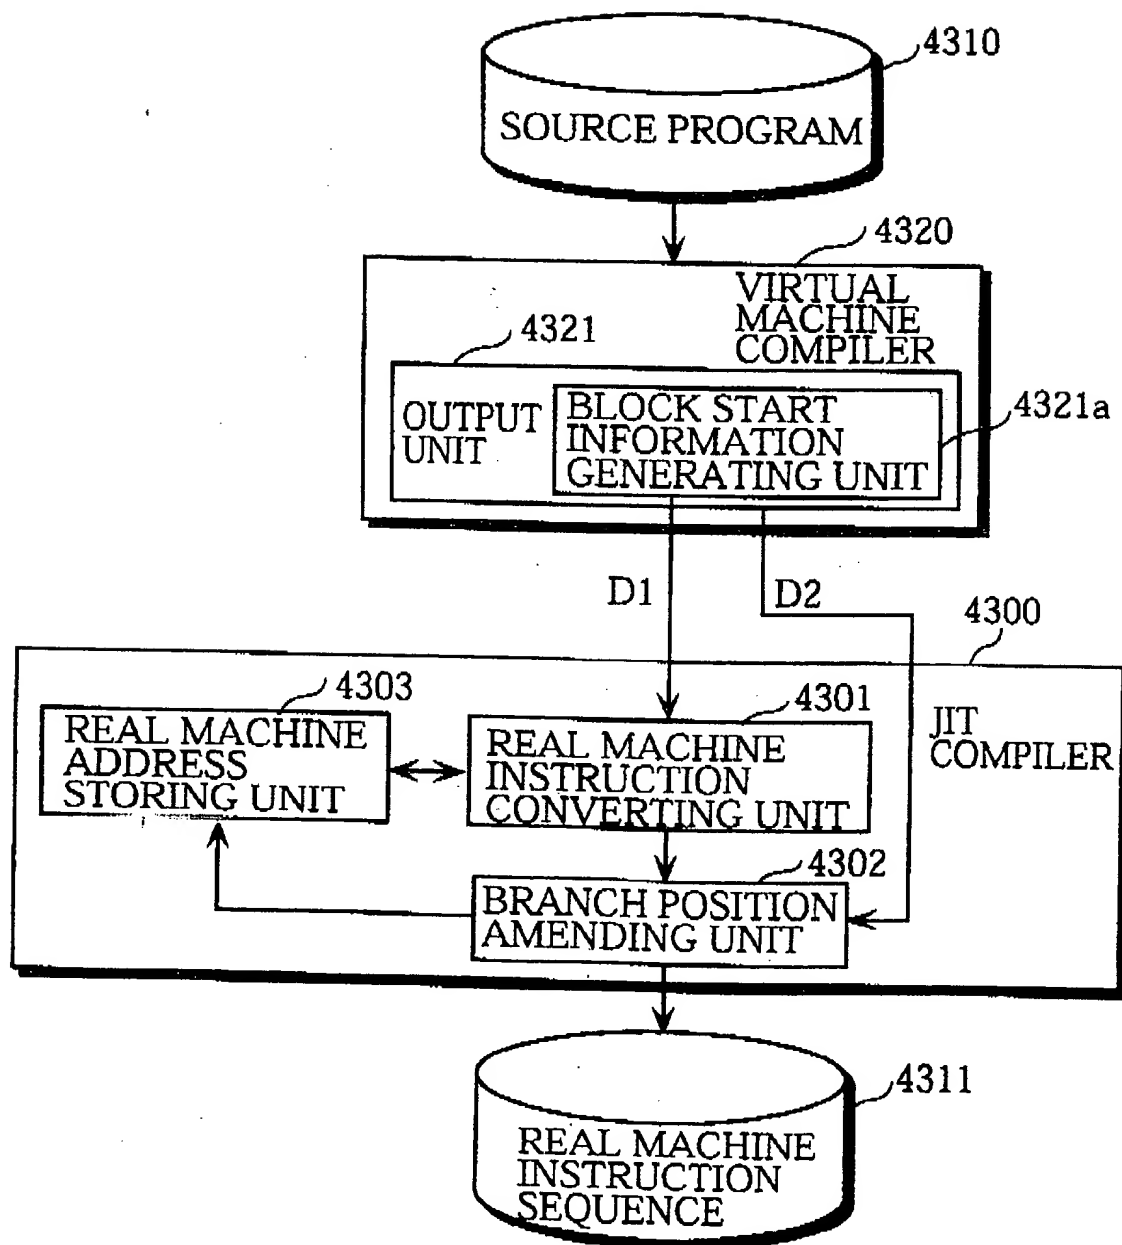 4310
SOURCE PROGRAM
4320
VIRTUAL
MACHINE
COMPILER
4321
OUTPUT
UNIT
BLOCK START
INFORMATION
GENERATING UNIT
4321a
D1
D2
4300
JIT
COMPILER
4303
REAL MACHINE
ADDRESS
STORING UNIT
4301
REAL MACHINE
INSTRUCTION
CONVERTING UNIT
4302
BRANCH POSITION
AMENDING UNIT
4311
REAL MACHINE
INSTRUCTION
SEQUENCE